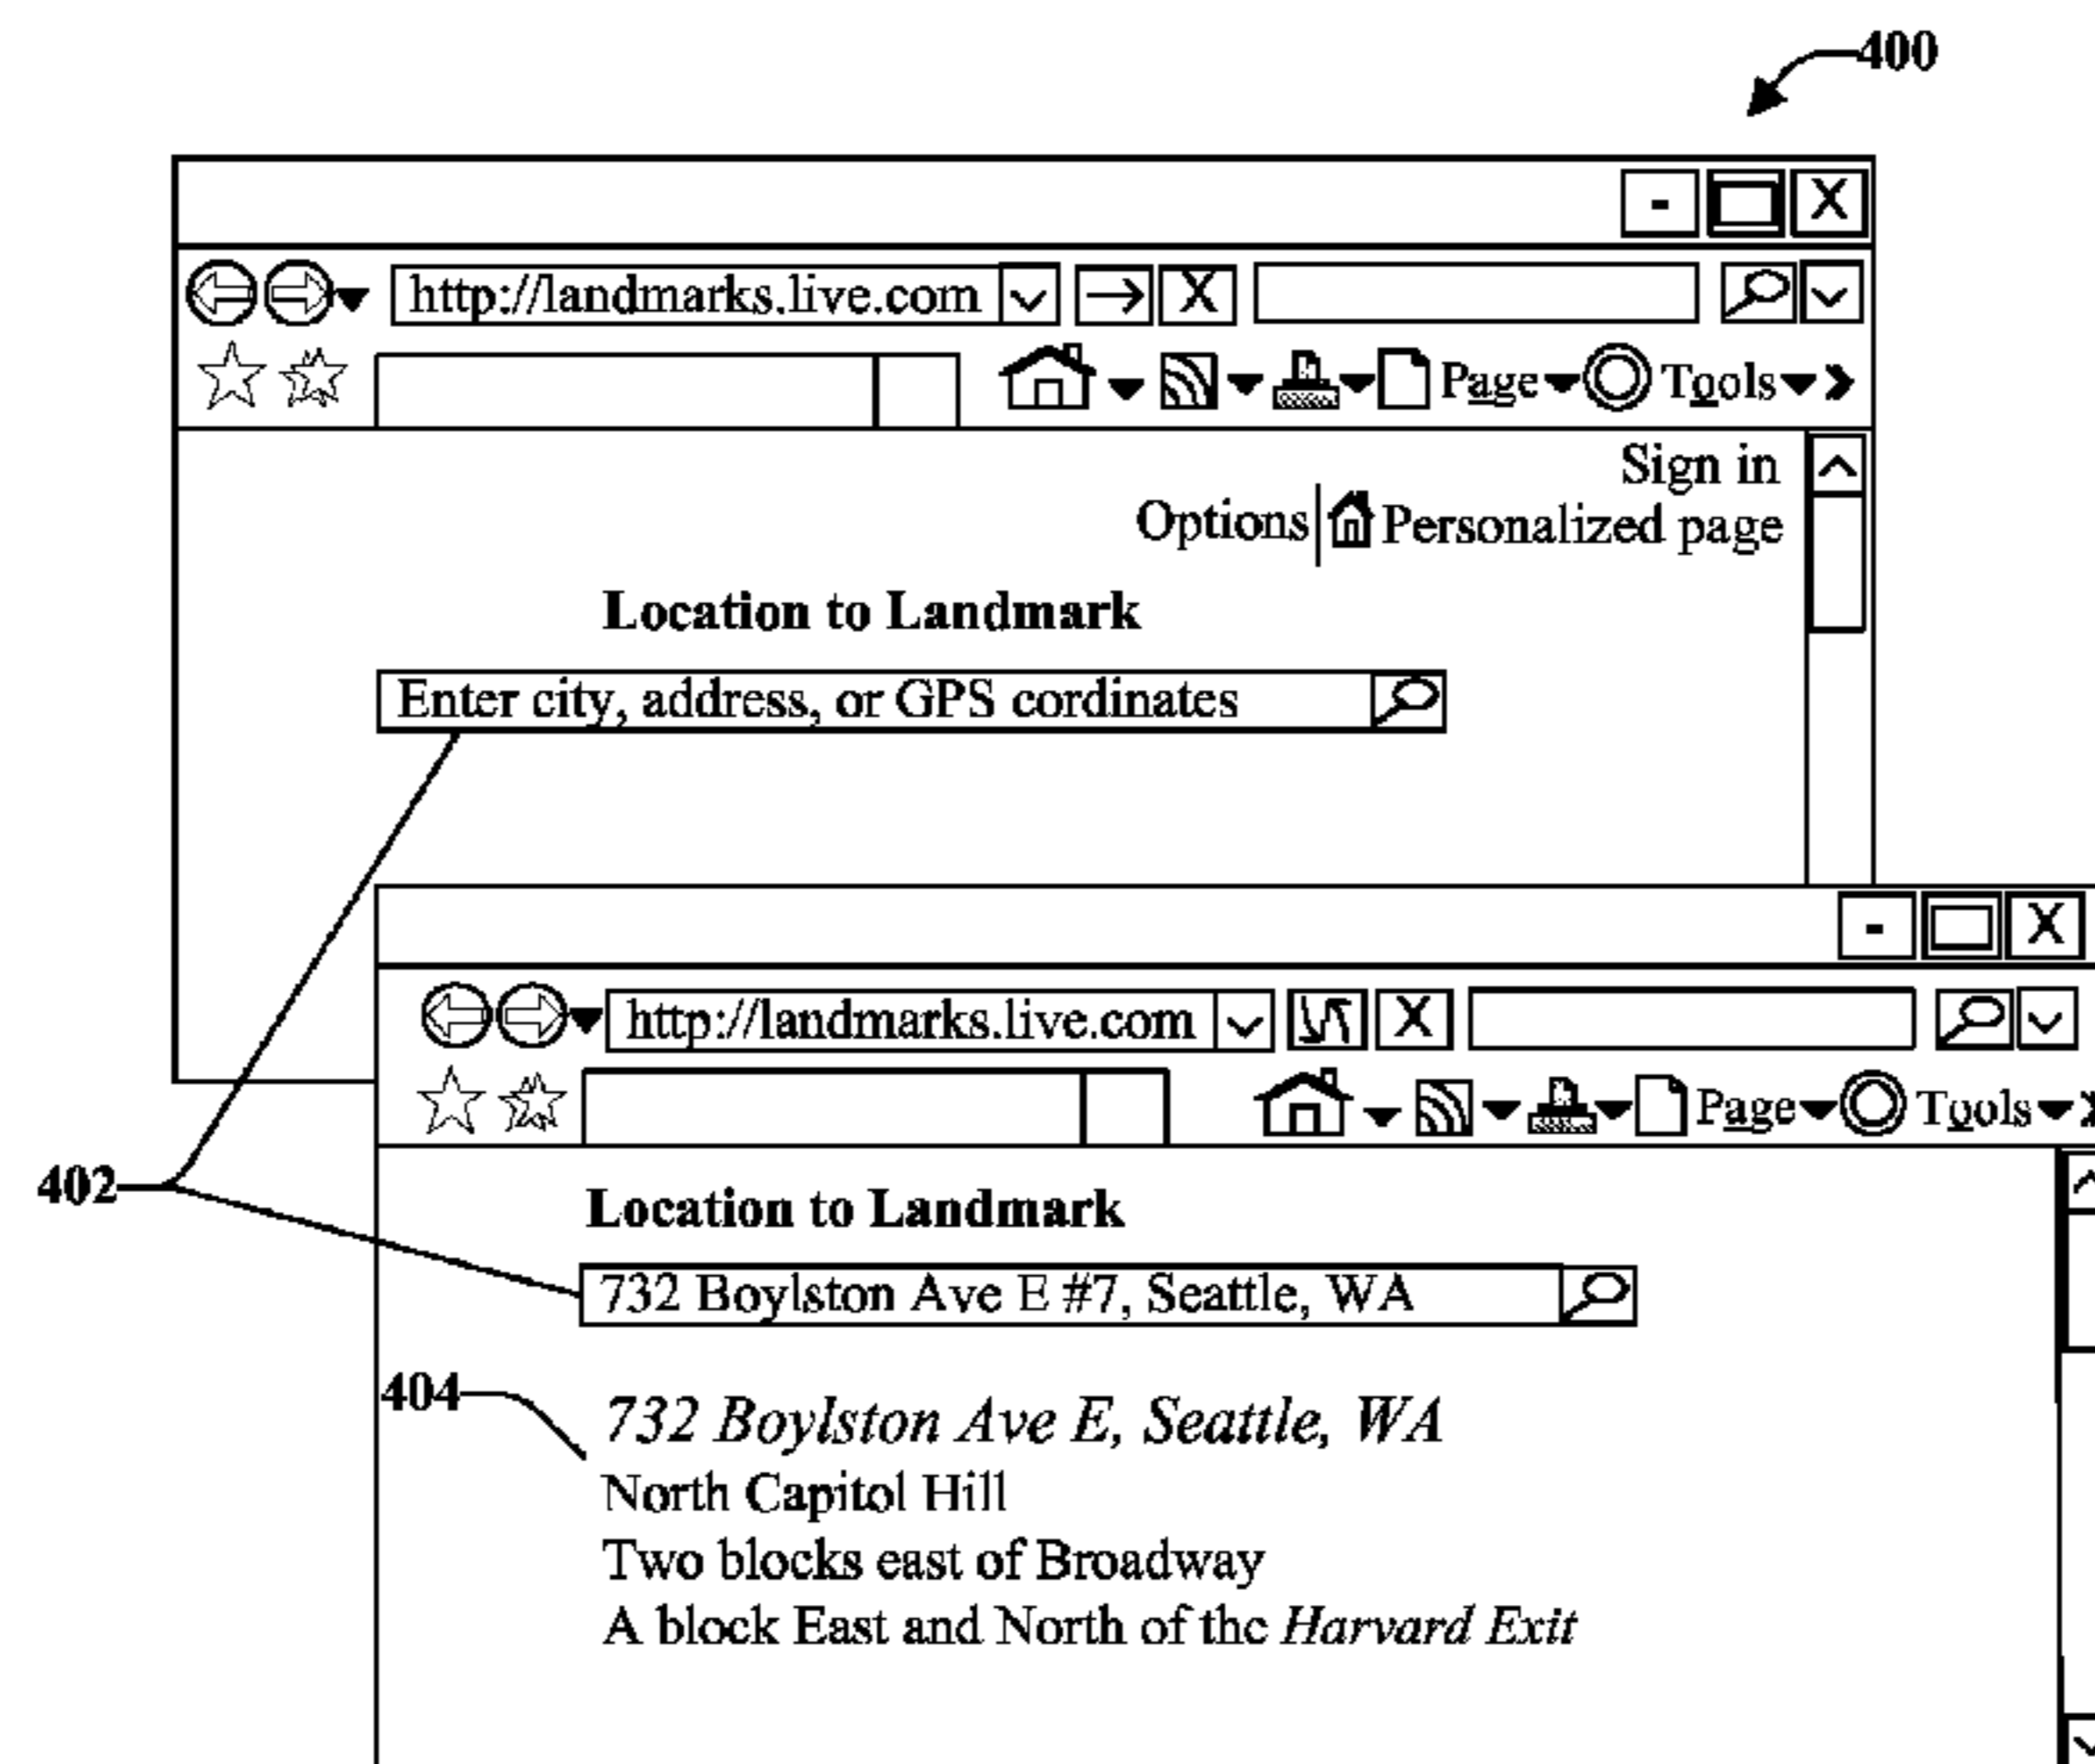 400
- X
http://landmarks.live.com X
Page Tools
Sign in
Options Personalized page
Location to Landmark
Enter city, address, or GPS cordinates
- X
http://landmarks.live.com X
Page Tools
402
Location to Landmark
732 Boylston Ave E #7, Seattle, WA
404
732 Boylston Ave E, Seattle, WA
North Capitol Hill
Two blocks east of Broadway
A block East and North of the Harvard Exit